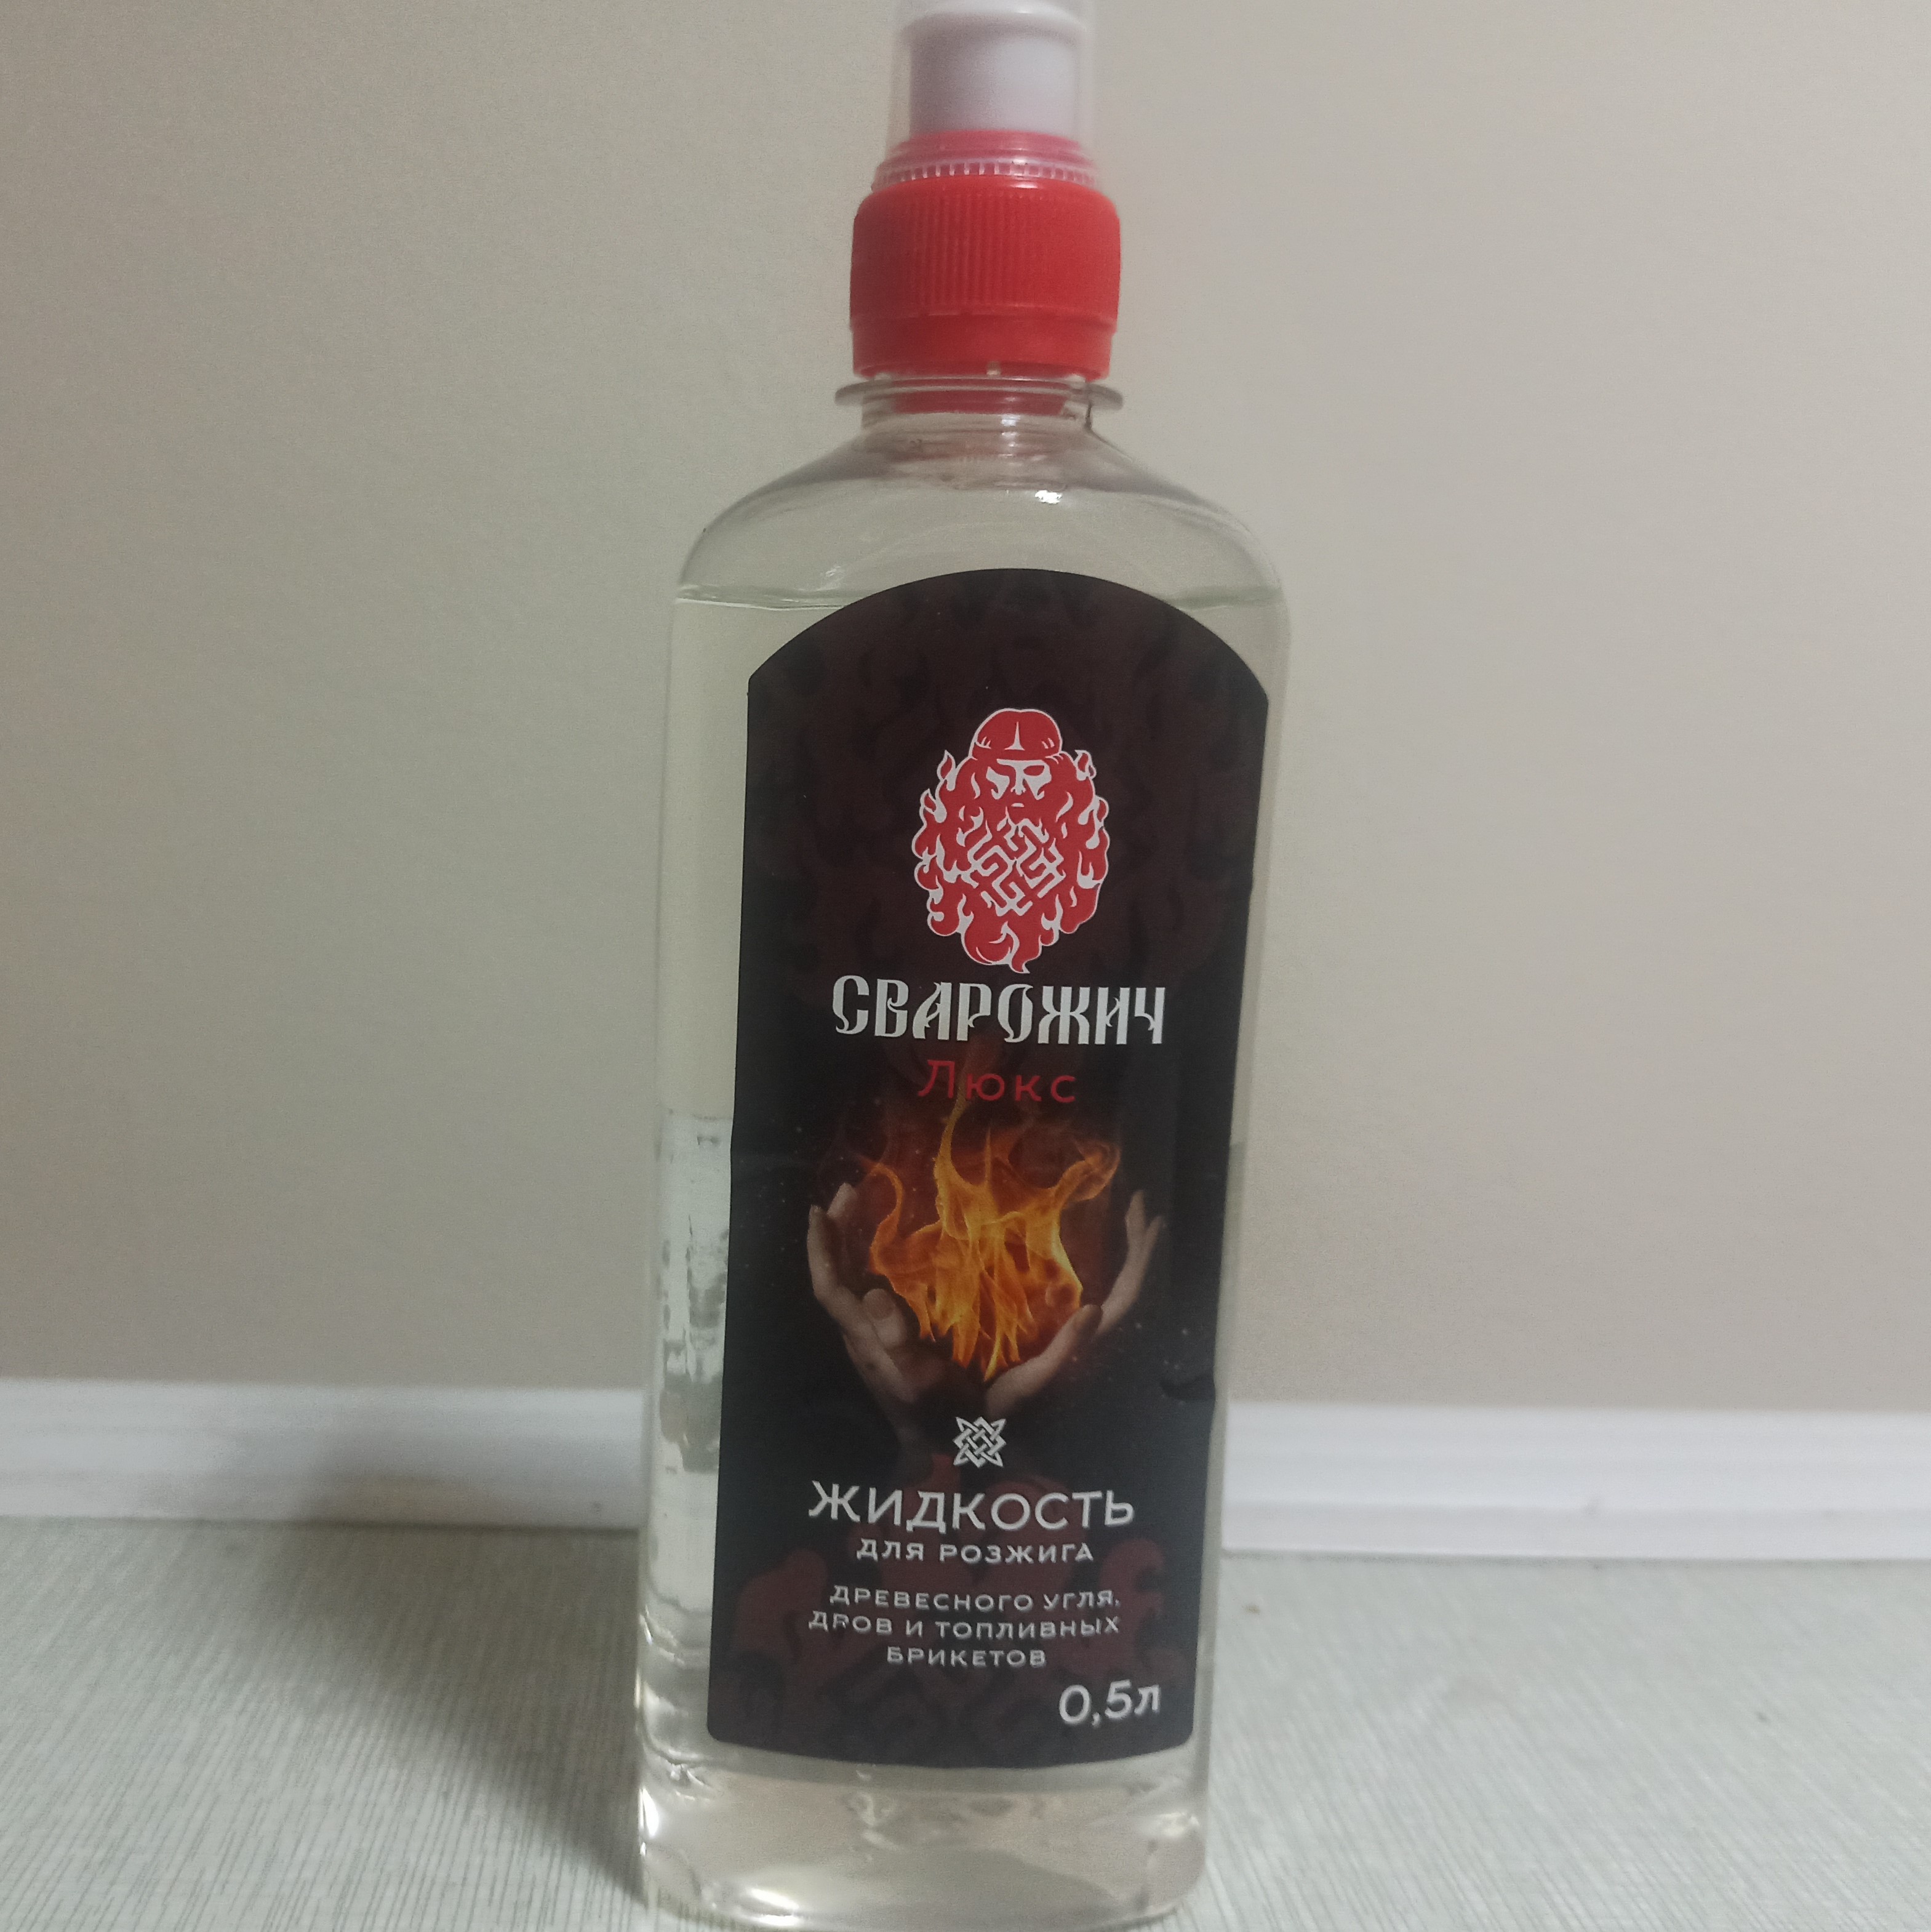 СВАРОЖИЧ
Люкс
ЖИДКОСТЬ
ДЛЯ РОЗЖИГА
ДРЕВЕСНОГО УГЛЯ,
ДРОВ И ТОПЛИВНЫХ
БРИКЕТОВ
0,5л